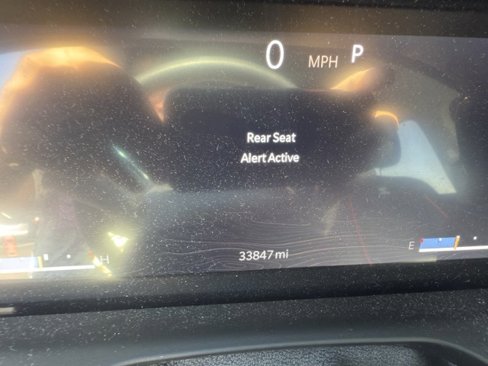 0 MPH P
Rear Seat
Alert Active
33847 mi
H
E